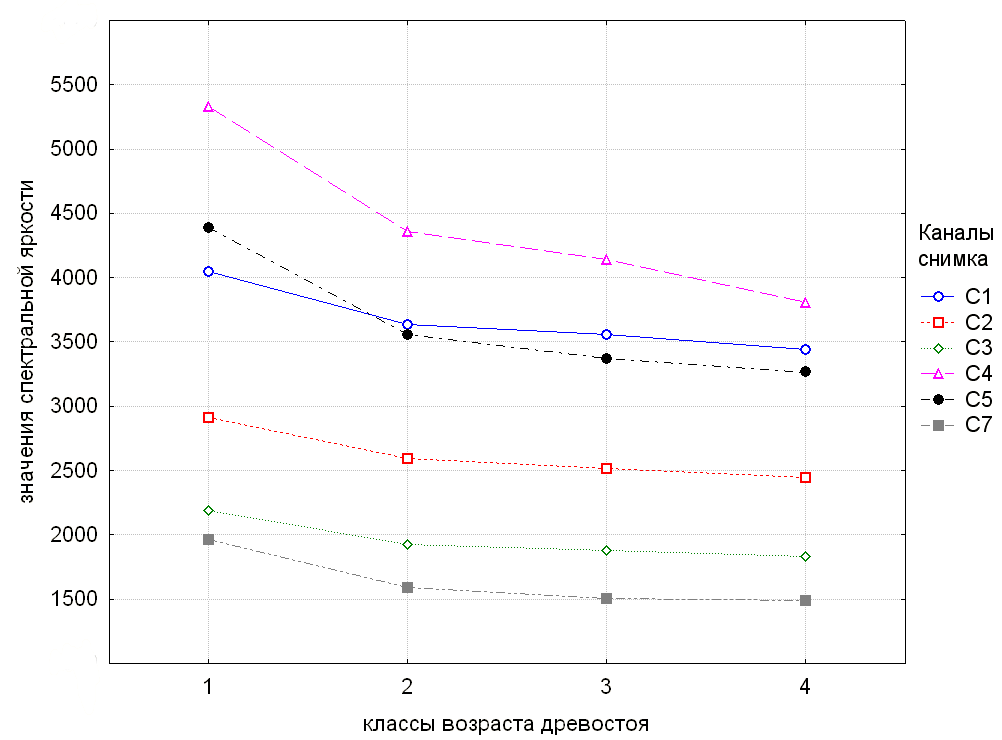 5500
5000
4500
4000
3500
3000
2500
2000
1500
значения спектральной яркости
1 2 3 4
классы возраста древостоя
Каналы
снимка
C1
C2
C3
C4
C5
C7